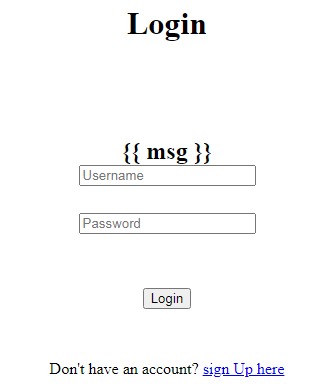 Login
{{ msg }}
Username
Password
Login
Don't have an account? sign Up here